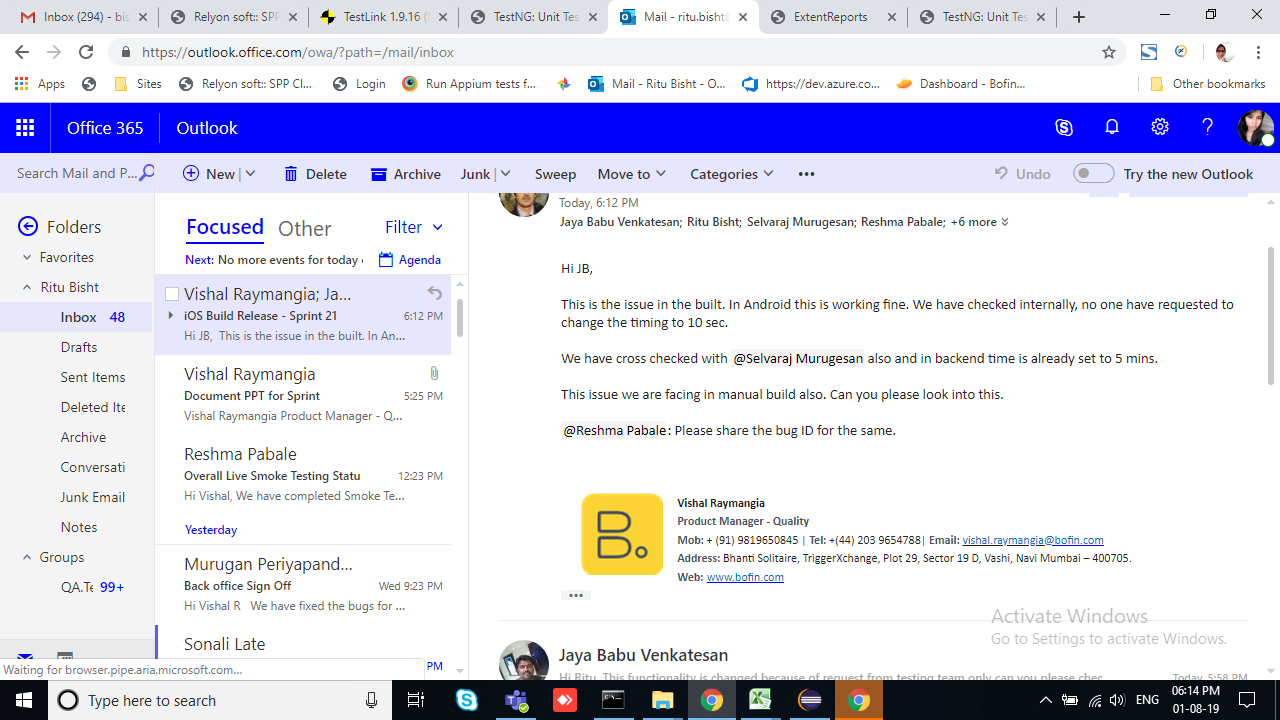 Inbox (294) - bis
Relyon soft:: SPP
TestLink 1.9.16 (
TestNG: Unit Tes
Mail - ritu.bisht@
ExtentReports
TestNG: Unit Tes
https://outlook.office.com/owa/?path=/mail/inbox
Apps
Sites
Relyon soft:: SPP Cl...
Login
Run Appium tests f...
Mail - Ritu Bisht - O...
https://dev.azure.co...
Dashboard - Bofin...
Other bookmarks
Office 365
Outlook
Search Mail and P...
New
Delete
Archive
Junk
Sweep
Move to
Categories
•••
Undo
Try the new Outlook
Folders
Favorites
Ritu Bisht
Inbox 48
Drafts
Sent Items
Deleted Ite
Archive
Conversati
Junk Email
Notes
Groups
QA.Te 99+
Focused
Other
Filter
Next: No more events for today
Agenda
Vishal Raymangia; Ja...
iOS Build Release - Sprint 21 6:12 PM
Hi JB, This is the issue in the built. In An...
Vishal Raymangia
Document PPT for Sprint 5:25 PM
Vishal Raymangia Product Manager - Q...
Reshma Pabale
Overall Live Smoke Testing Statu 12:23 PM
Hi Vishal, We have completed Smoke Te...
Yesterday
Murugan Periyapand...
Back office Sign Off Wed 9:23 PM
Hi Vishal R We have fixed the bugs for ...
Sonali Late
PM
Today, 6:12 PM
Jaya Babu Venkatesan; Ritu Bisht; Selvaraj Murugesan; Reshma Pabale; +6 more
Hi JB,
This is the issue in the built. In Android this is working fine. We have checked internally, no one have requested to
change the timing to 10 sec.
We have cross checked with @Selvaraj Murugesan also and in backend time is already set to 5 mins.
This issue we are facing in manual build also. Can you please look into this.
@Reshma Pabale: Please share the bug ID for the same.
B.
Vishal Raymangia
Product Manager - Quality
Mob: + (91) 9819650845 | Tel: +(44) 203 9654788| Email: vishal.raymangia@bofin.com
Address: Bhanti Solitaire, TriggerXchange, Plot 29, Sector 19 D, Vashi, Navi Mumbai – 400705.
Web: www.bofin.com
•••
Activate Windows
Go to Settings to activate Windows.
Jaya Babu Venkatesan
Hi Ritu, This functionality is changed because of request from testing team only can you please chec Today, 5:58 PM
Waiting for browser.pipe.aria.microsoft.com...
Type here to search
ENG
06:14 PM
01-08-19